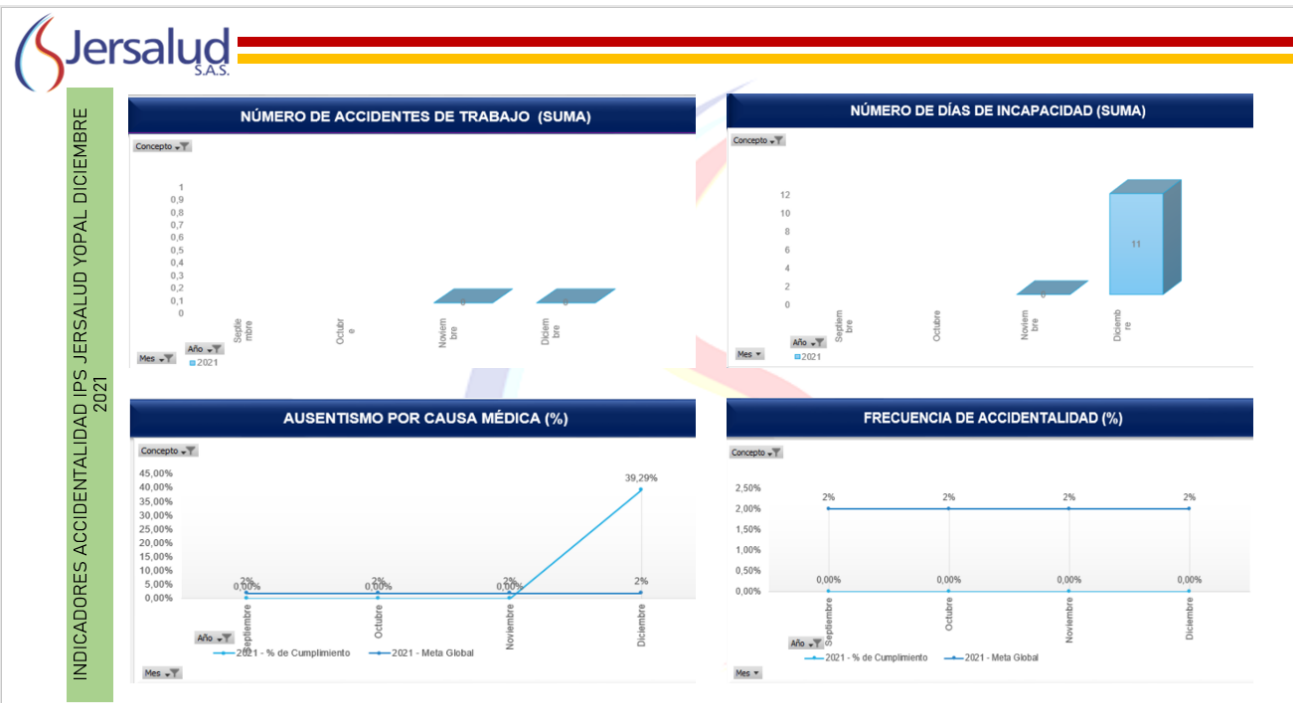 Jersalud
S.A.S.
INDICADORES ACCIDENTALIDAD IPS JERSALUD YOPAL DICIEMBRE
2021
NÚMERO DE ACCIDENTES DE TRABAJO (SUMA)
Concepto
1
0,9
0,8
0,7
0,6
0,5
0,4
0,3
0,2
0,1
0
0
0
Septie
mbre
Octubr
e
Noviem
bre
Diciem
bre
Año
Mes
2021
NÚMERO DE DÍAS DE INCAPACIDAD (SUMA)
Concepto
12
10
8
6
4
2
0
0
11
Septiem
bre
Octubre
Noviem
bre
Diciemb
re
Año
Mes
2021
AUSENTISMO POR CAUSA MÉDICA (%)
Concepto
45,00%
40,00%
35,00%
30,00%
25,00%
20,00%
15,00%
10,00%
5,00%
0,00%
39,29%
2%
2%
2%
2%
0,00%
0,00%
0,00%
Septiembre
Octubre
Noviembre
Diciembre
Año
2021 - % de Cumplimiento
2021 - Meta Global
Mes
FRECUENCIA DE ACCIDENTALIDAD (%)
Concepto
2,50%
2,00%
1,50%
1,00%
0,50%
0,00%
2%
2%
2%
2%
0,00%
0,00%
0,00%
0,00%
Septiembre
Octubre
Noviembre
Diciembre
Año
2021 - % de Cumplimiento
2021 - Meta Global
Mes